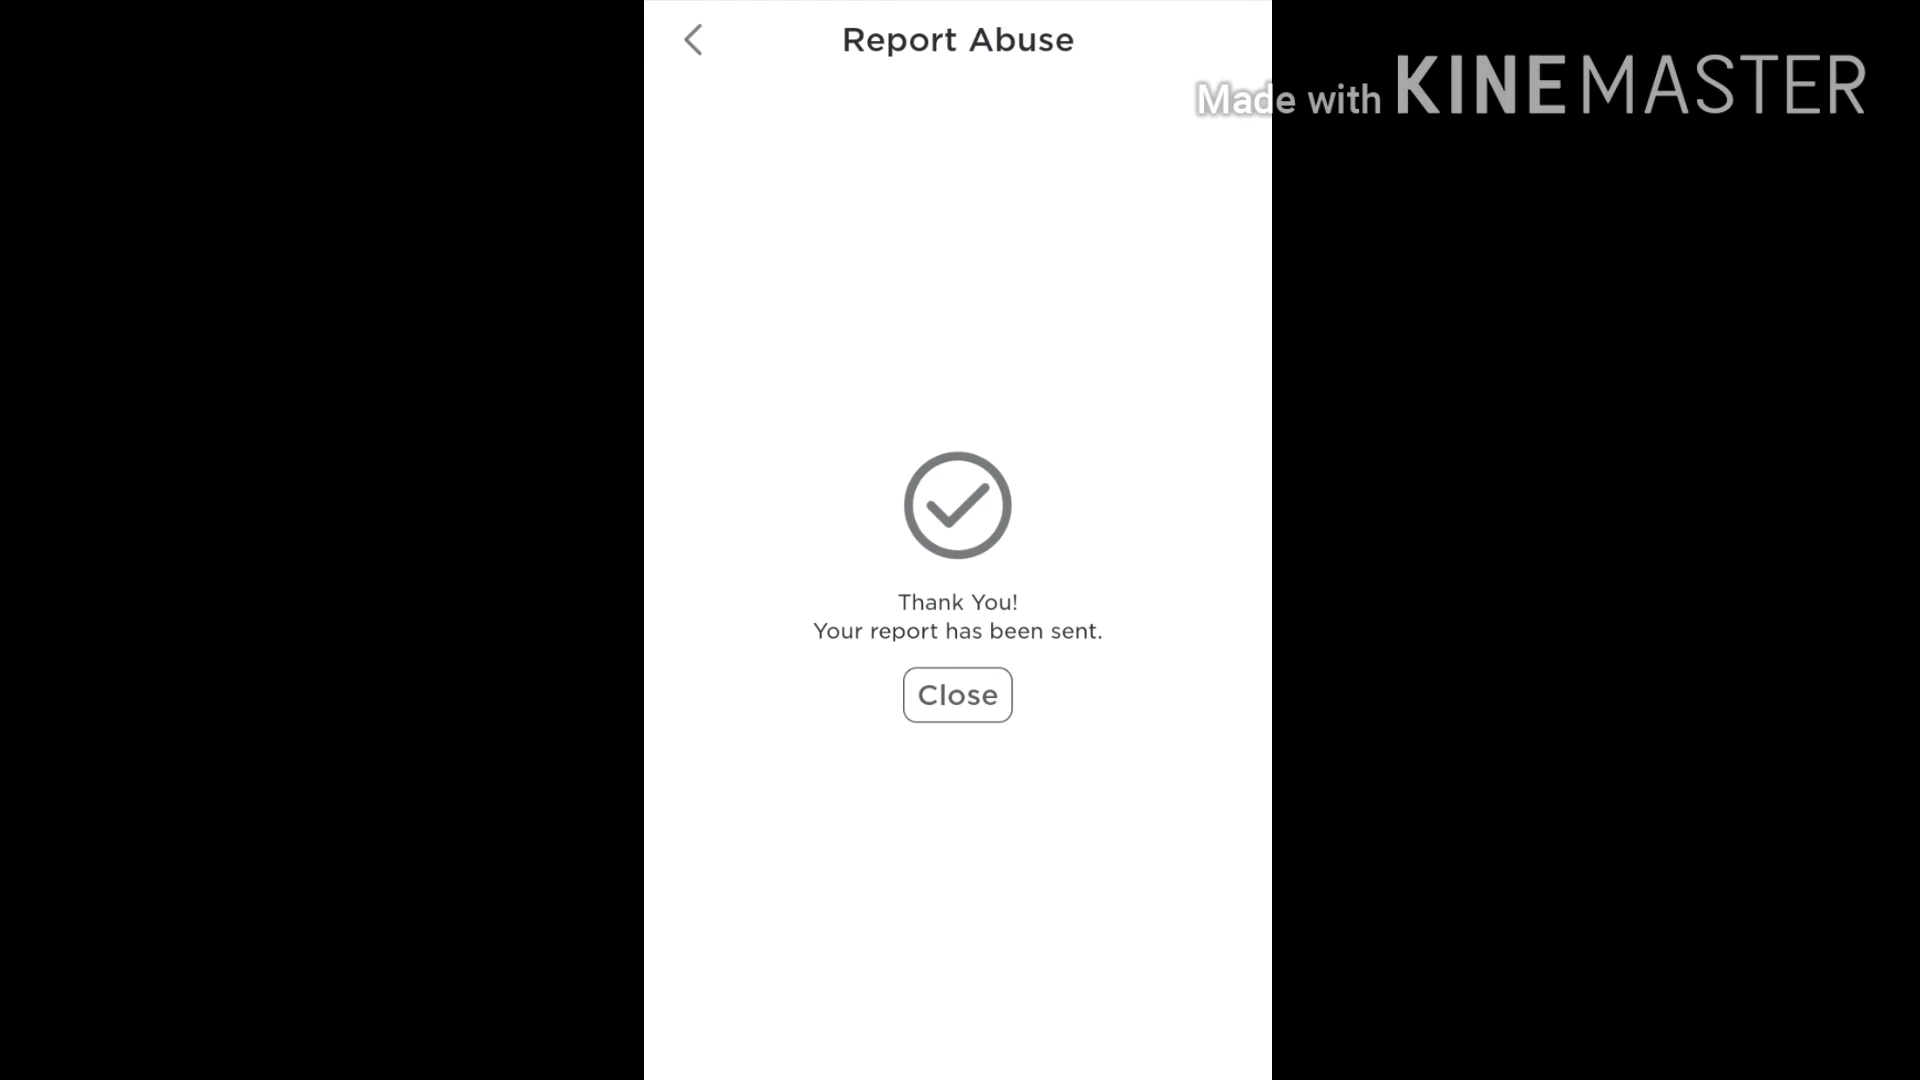 Report Abuse
Made with KINEMASTER
Thank You!
Your report has been sent.
Close